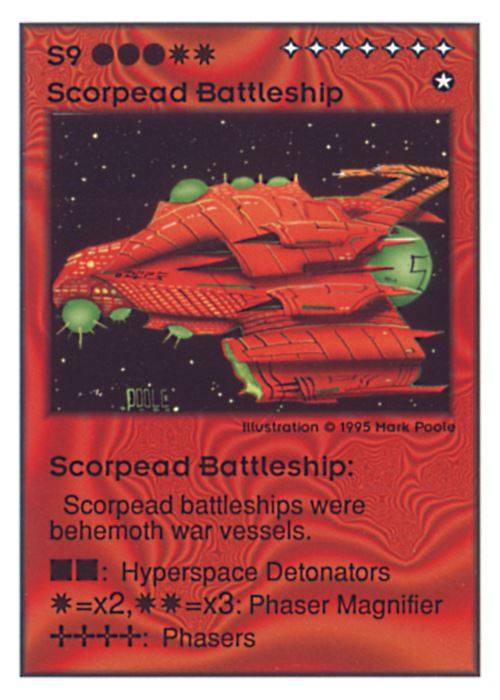 S9 ●●●✷✷ ✧✧✧✧✧✧✧
Scorpead Battleship ✪
5
POOLE
Illustration © 1995 Mark Poole
Scorpead Battleship:
Scorpead battleships were
behemoth war vessels.
■■: Hyperspace Detonators
✷=x2,✷✷=x3: Phaser Magnifier
✢✢✢✢: Phasers